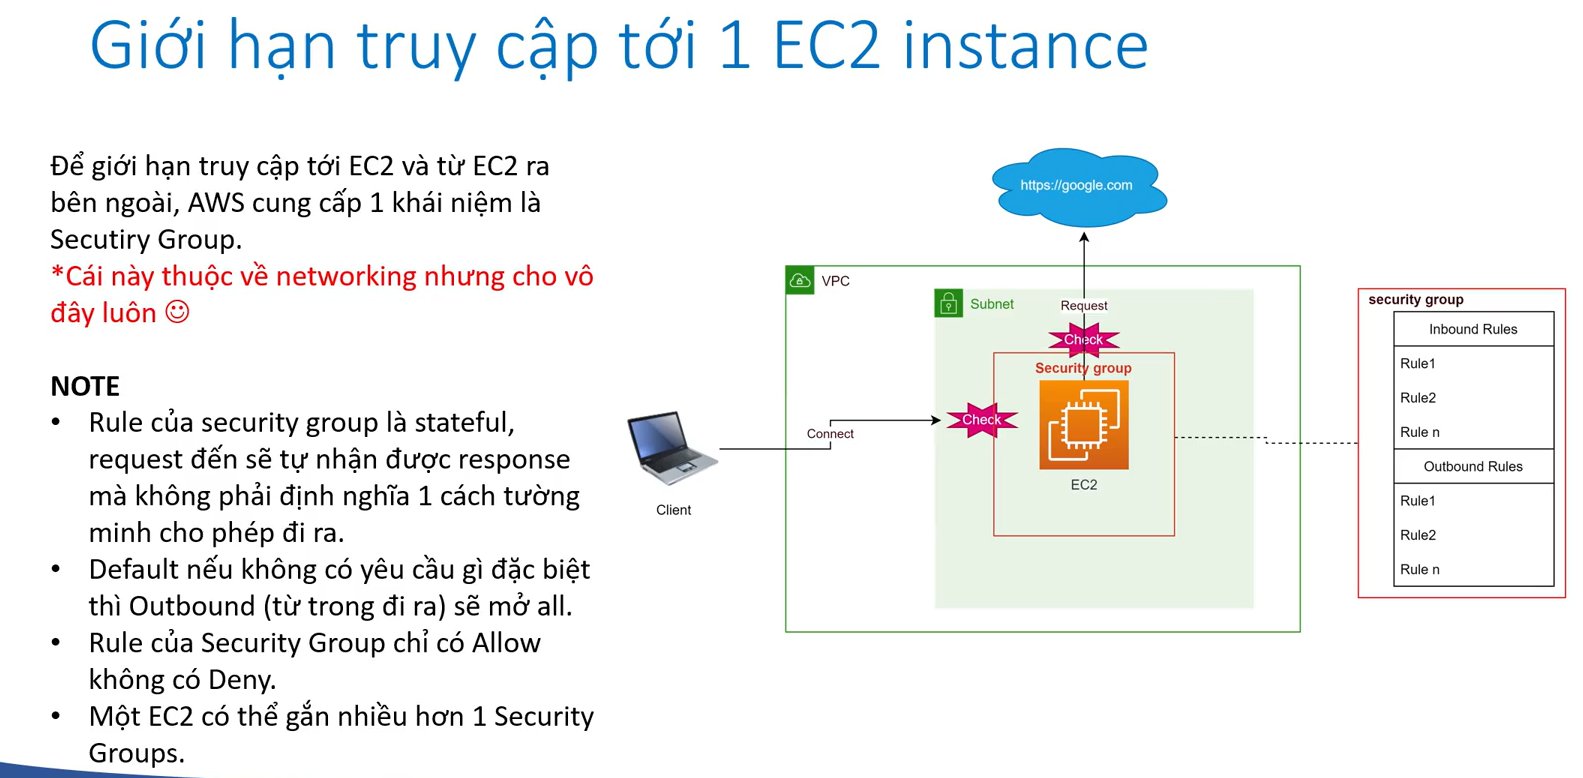 Giới hạn truy cập tới 1 EC2 instance
Để giới hạn truy cập tới EC2 và từ EC2 ra
bên ngoài, AWS cung cấp 1 khái niệm là
Secutiry Group.
*Cái này thuộc về networking nhưng cho vô
đây luôn ☺
NOTE
• Rule của security group là stateful,
request đến sẽ tự nhận được response
mà không phải định nghĩa 1 cách tường
minh cho phép đi ra.
• Default nếu không có yêu cầu gì đặc biệt
thì Outbound (từ trong đi ra) sẽ mở all.
• Rule của Security Group chỉ có Allow
không có Deny.
• Một EC2 có thể gắn nhiều hơn 1 Security
Groups.
https://google.com
VPC
Subnet
Request
Check
Security group
Check
Connect
EC2
Client
security group
Inbound Rules
Rule1
Rule2
Rule n
Outbound Rules
Rule1
Rule2
Rule n